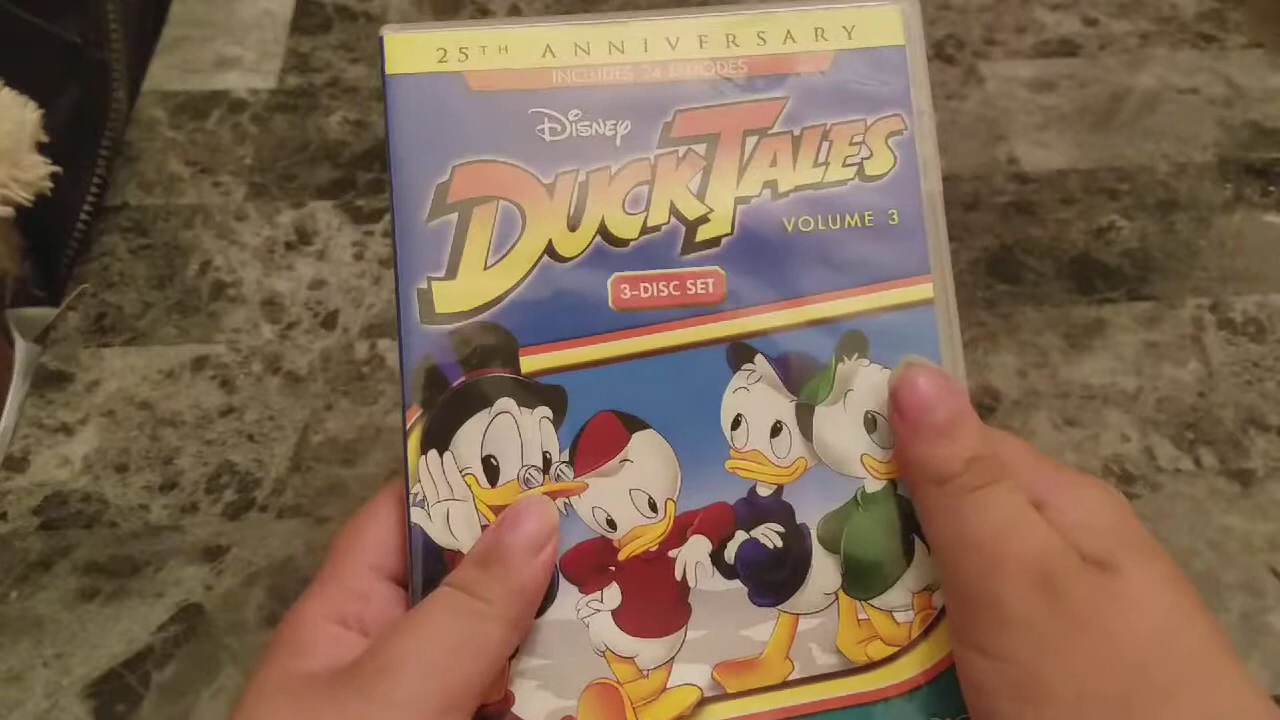 25TH ANNIVERSARY
INCLUDES 24 EPISODES
DISNEY
DUCKTALES
VOLUME 3
3-DISC SET